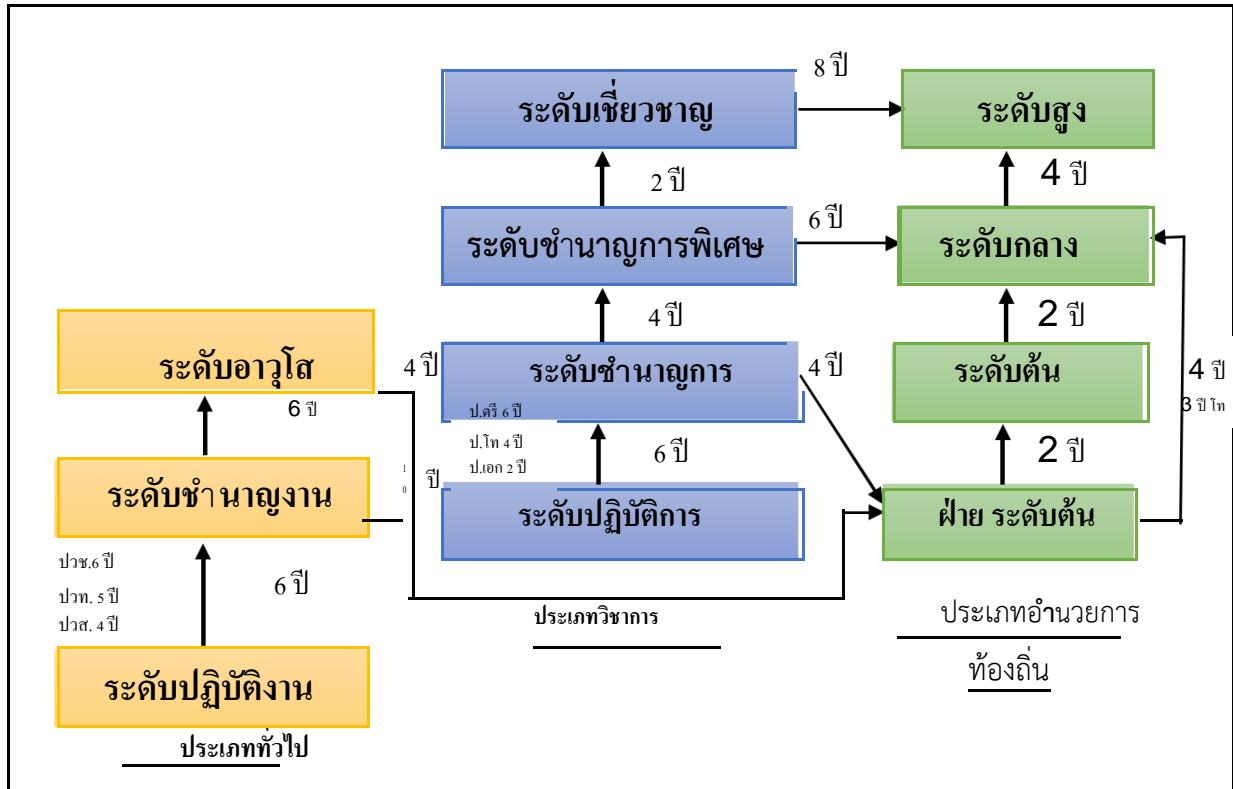 8 ปี
ระดับเชี่ยวชาญ
ระดับสูง
2 ปี
4 ปี
6 ปี
ระดับชำนาญการพิเศษ
ระดับกลาง
4 ปี
2 ปี
ระดับอาวุโส
4 ปี
ระดับชำนาญการ
4 ปี
ระดับต้น
4 ปี
3 ปี โท
6 ปี
ป.ตรี 6 ปี
ป.โท 4 ปี
ป.เอก 2 ปี
6 ปี
2 ปี
10 ปี
ระดับชำนาญงาน
ระดับปฏิบัติการ
ฝ่าย ระดับต้น
ปวช.6 ปี
ปวท. 5 ปี
ปวส. 4 ปี
6 ปี
ประเภทวิชาการ
ประเภทอำนวยการ
ท้องถิ่น
ระดับปฏิบัติงาน
ประเภททั่วไป